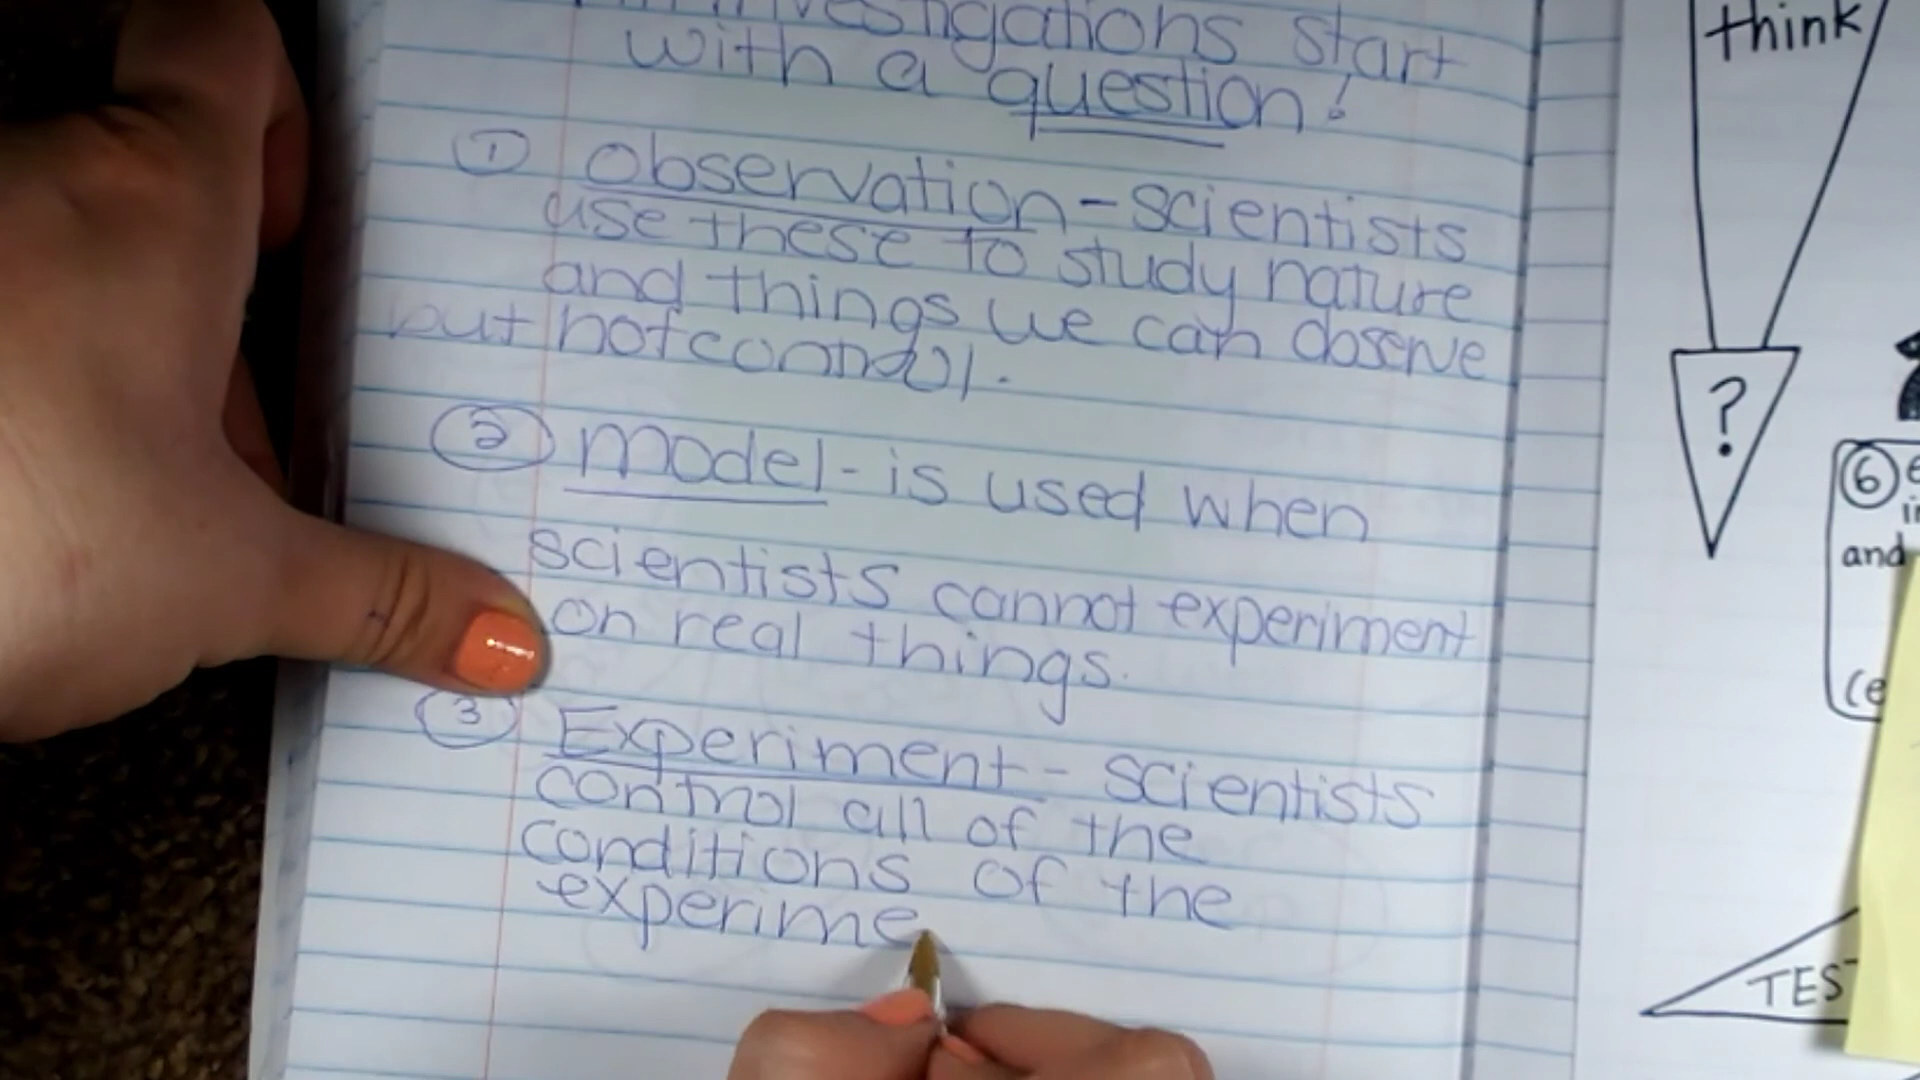 investigations start
with a question!
① Observation - scientists
use these to study nature
and things we can observe
but not control.
② Model - is used when
scientists cannot experiment
on real things.
③ Experiment - scientists
control all of the
conditions of the
experime
think
?
⑥ e
in
and
(e
TEST